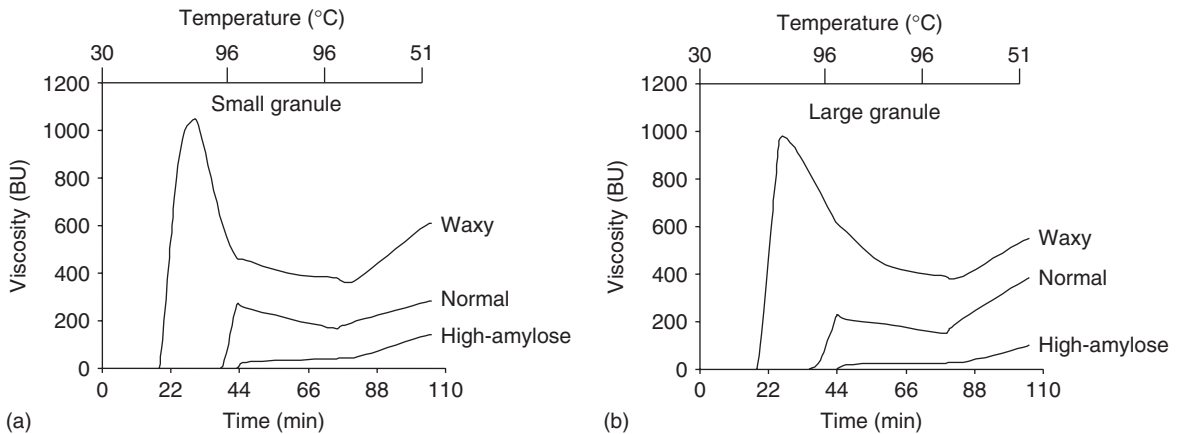 Temperature (°C)
30 96 96 51
1200
Small granule
1000
800
Viscosity (BU)
600
Waxy
400
Normal
200
High-amylose
0
0 22 44 66 88 110
(a)
Time (min)
Temperature (°C)
30 96 96 51
1200
Large granule
1000
800
Viscosity (BU)
600
Waxy
400
Normal
200
High-amylose
0
0 22 44 66 88 110
(b)
Time (min)